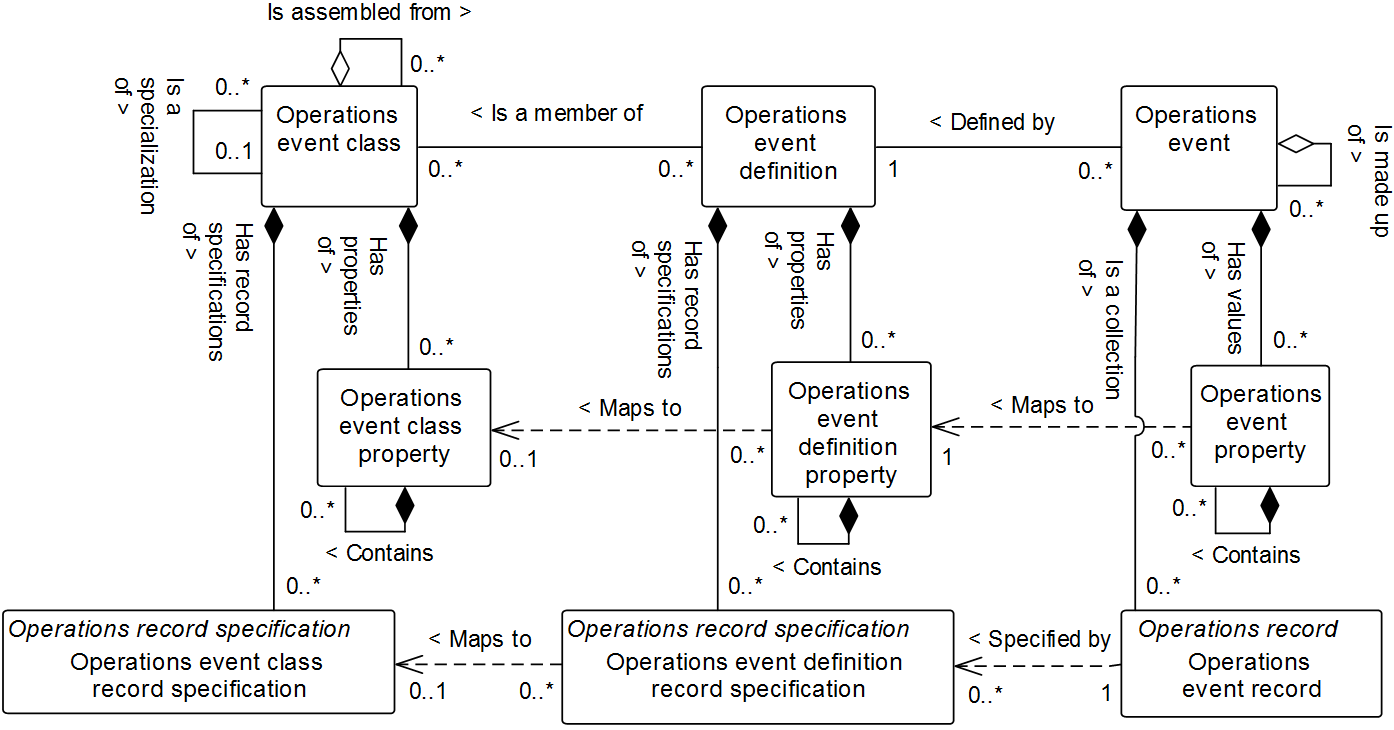 Is assembled from >
0..*
Is a
specialization
of >
0..*
0..1
Operations
event class
< Is a member of
0..*
0..*
Operations
event
definition
< Defined by
1
0..*
Operations
event
Is made up
of >
0..*
Has record
specifications
of >
Has
properties
of >
0..*
Has record
specifications
of >
Has
properties
of >
0..*
Is a collection
of >
Has values
of >
0..*
Operations
event class
property
< Maps to
0..1
0..*
Operations
event
definition
property
< Maps to
1
0..*
Operations
event
property
0..*
< Contains
0..*
< Contains
0..*
< Contains
0..*
0..*
0..*
Operations record specification
Operations event class
record specification
< Maps to
0..1
0..*
Operations record specification
Operations event definition
record specification
< Specified by
0..*
1
Operations record
Operations
event record